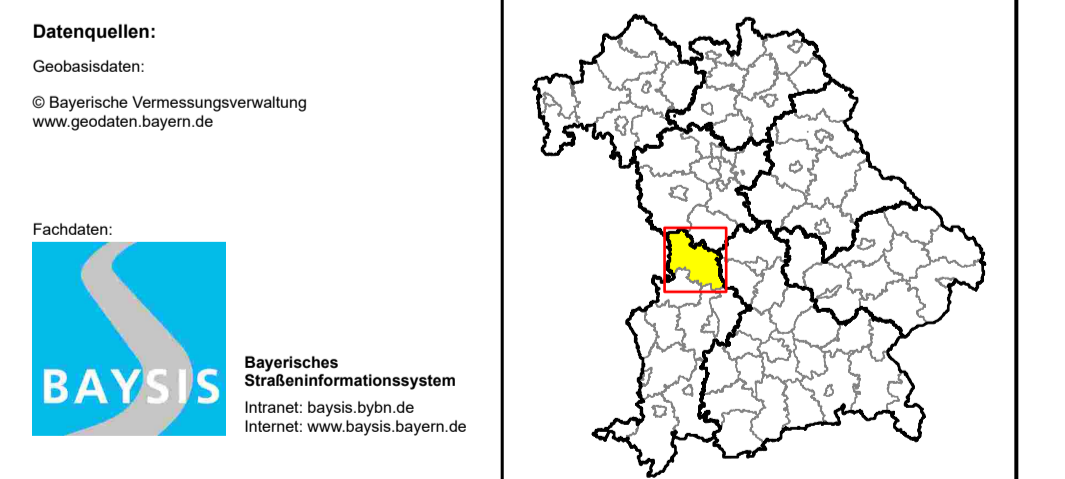 Datenquellen:
Geobasisdaten:
© Bayerische Vermessungsverwaltung
www.geodaten.bayern.de
Fachdaten:
BAYSIS
Bayerisches
Straßeninformationssystem
Intranet: baysis.bybn.de
Internet: www.baysis.bayern.de